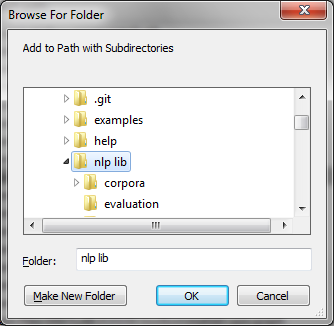 Browse For Folder
Add to Path with Subdirectories
.git
examples
help
nlp lib
corpora
evaluation
Folder: nlp lib
Make New Folder OK Cancel